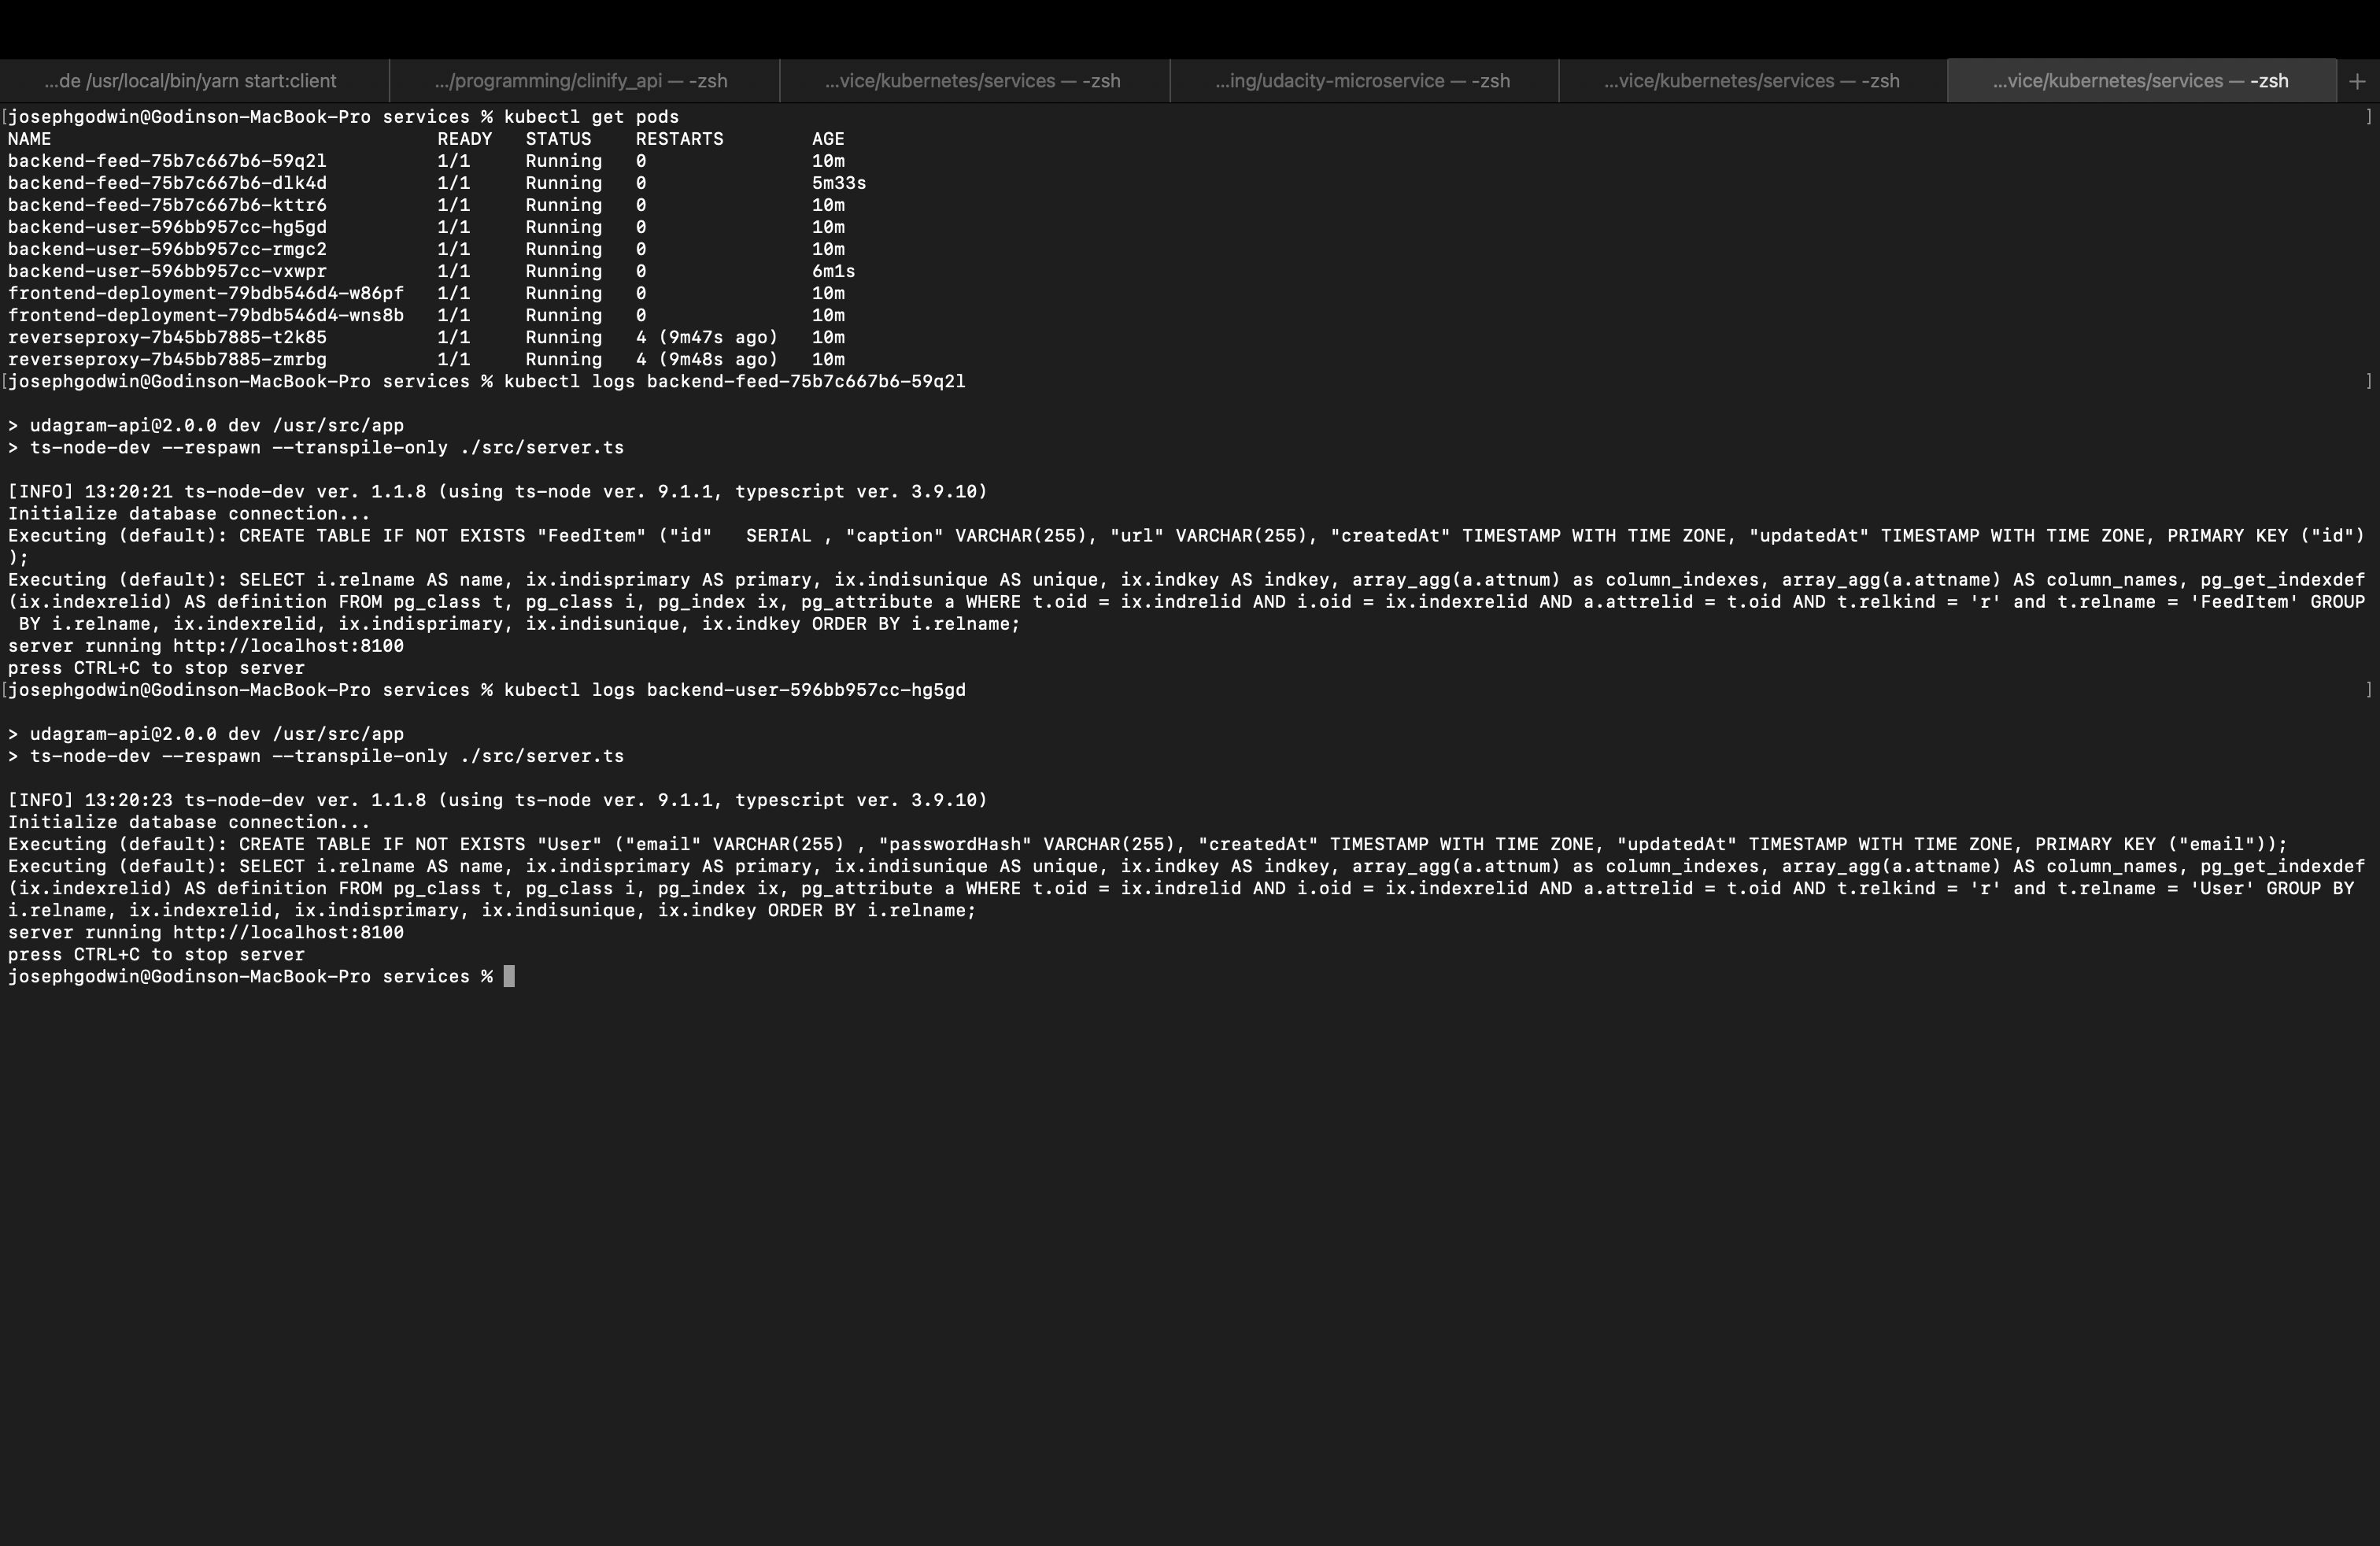 ...de /usr/local/bin/yarn start:client
.../programming/clinify_api — -zsh
...vice/kubernetes/services — -zsh
...ing/udacity-microservice — -zsh
...vice/kubernetes/services — -zsh
...vice/kubernetes/services — -zsh
+
[josephgodwin@Godinson-MacBook-Pro services % kubectl get pods ]
NAME READY STATUS RESTARTS AGE
backend-feed-75b7c667b6-59q2l 1/1 Running 0 10m
backend-feed-75b7c667b6-dlk4d 1/1 Running 0 5m33s
backend-feed-75b7c667b6-kttr6 1/1 Running 0 10m
backend-user-596bb957cc-hg5gd 1/1 Running 0 10m
backend-user-596bb957cc-rmgc2 1/1 Running 0 10m
backend-user-596bb957cc-vxwpr 1/1 Running 0 6m1s
frontend-deployment-79bdb546d4-w86pf 1/1 Running 0 10m
frontend-deployment-79bdb546d4-wns8b 1/1 Running 0 10m
reverseproxy-7b45bb7885-t2k85 1/1 Running 4 (9m47s ago) 10m
reverseproxy-7b45bb7885-zmrbg 1/1 Running 4 (9m48s ago) 10m
[josephgodwin@Godinson-MacBook-Pro services % kubectl logs backend-feed-75b7c667b6-59q2l ]
> udagram-api@2.0.0 dev /usr/src/app
> ts-node-dev --respawn --transpile-only ./src/server.ts
[INFO] 13:20:21 ts-node-dev ver. 1.1.8 (using ts-node ver. 9.1.1, typescript ver. 3.9.10)
Initialize database connection...
Executing (default): CREATE TABLE IF NOT EXISTS "FeedItem" ("id"   SERIAL , "caption" VARCHAR(255), "url" VARCHAR(255), "createdAt" TIMESTAMP WITH TIME ZONE, "updatedAt" TIMESTAMP WITH TIME ZONE, PRIMARY KEY ("id")
);
Executing (default): SELECT i.relname AS name, ix.indisprimary AS primary, ix.indisunique AS unique, ix.indkey AS indkey, array_agg(a.attnum) as column_indexes, array_agg(a.attname) AS column_names, pg_get_indexdef
(ix.indexrelid) AS definition FROM pg_class t, pg_class i, pg_index ix, pg_attribute a WHERE t.oid = ix.indrelid AND i.oid = ix.indexrelid AND a.attrelid = t.oid AND t.relkind = 'r' and t.relname = 'FeedItem' GROUP
BY i.relname, ix.indexrelid, ix.indisprimary, ix.indisunique, ix.indkey ORDER BY i.relname;
server running http://localhost:8100
press CTRL+C to stop server
[josephgodwin@Godinson-MacBook-Pro services % kubectl logs backend-user-596bb957cc-hg5gd ]
> udagram-api@2.0.0 dev /usr/src/app
> ts-node-dev --respawn --transpile-only ./src/server.ts
[INFO] 13:20:23 ts-node-dev ver. 1.1.8 (using ts-node ver. 9.1.1, typescript ver. 3.9.10)
Initialize database connection...
Executing (default): CREATE TABLE IF NOT EXISTS "User" ("email" VARCHAR(255) , "passwordHash" VARCHAR(255), "createdAt" TIMESTAMP WITH TIME ZONE, "updatedAt" TIMESTAMP WITH TIME ZONE, PRIMARY KEY ("email"));
Executing (default): SELECT i.relname AS name, ix.indisprimary AS primary, ix.indisunique AS unique, ix.indkey AS indkey, array_agg(a.attnum) as column_indexes, array_agg(a.attname) AS column_names, pg_get_indexdef
(ix.indexrelid) AS definition FROM pg_class t, pg_class i, pg_index ix, pg_attribute a WHERE t.oid = ix.indrelid AND i.oid = ix.indexrelid AND a.attrelid = t.oid AND t.relkind = 'r' and t.relname = 'User' GROUP BY
i.relname, ix.indexrelid, ix.indisprimary, ix.indisunique, ix.indkey ORDER BY i.relname;
server running http://localhost:8100
press CTRL+C to stop server
josephgodwin@Godinson-MacBook-Pro services %